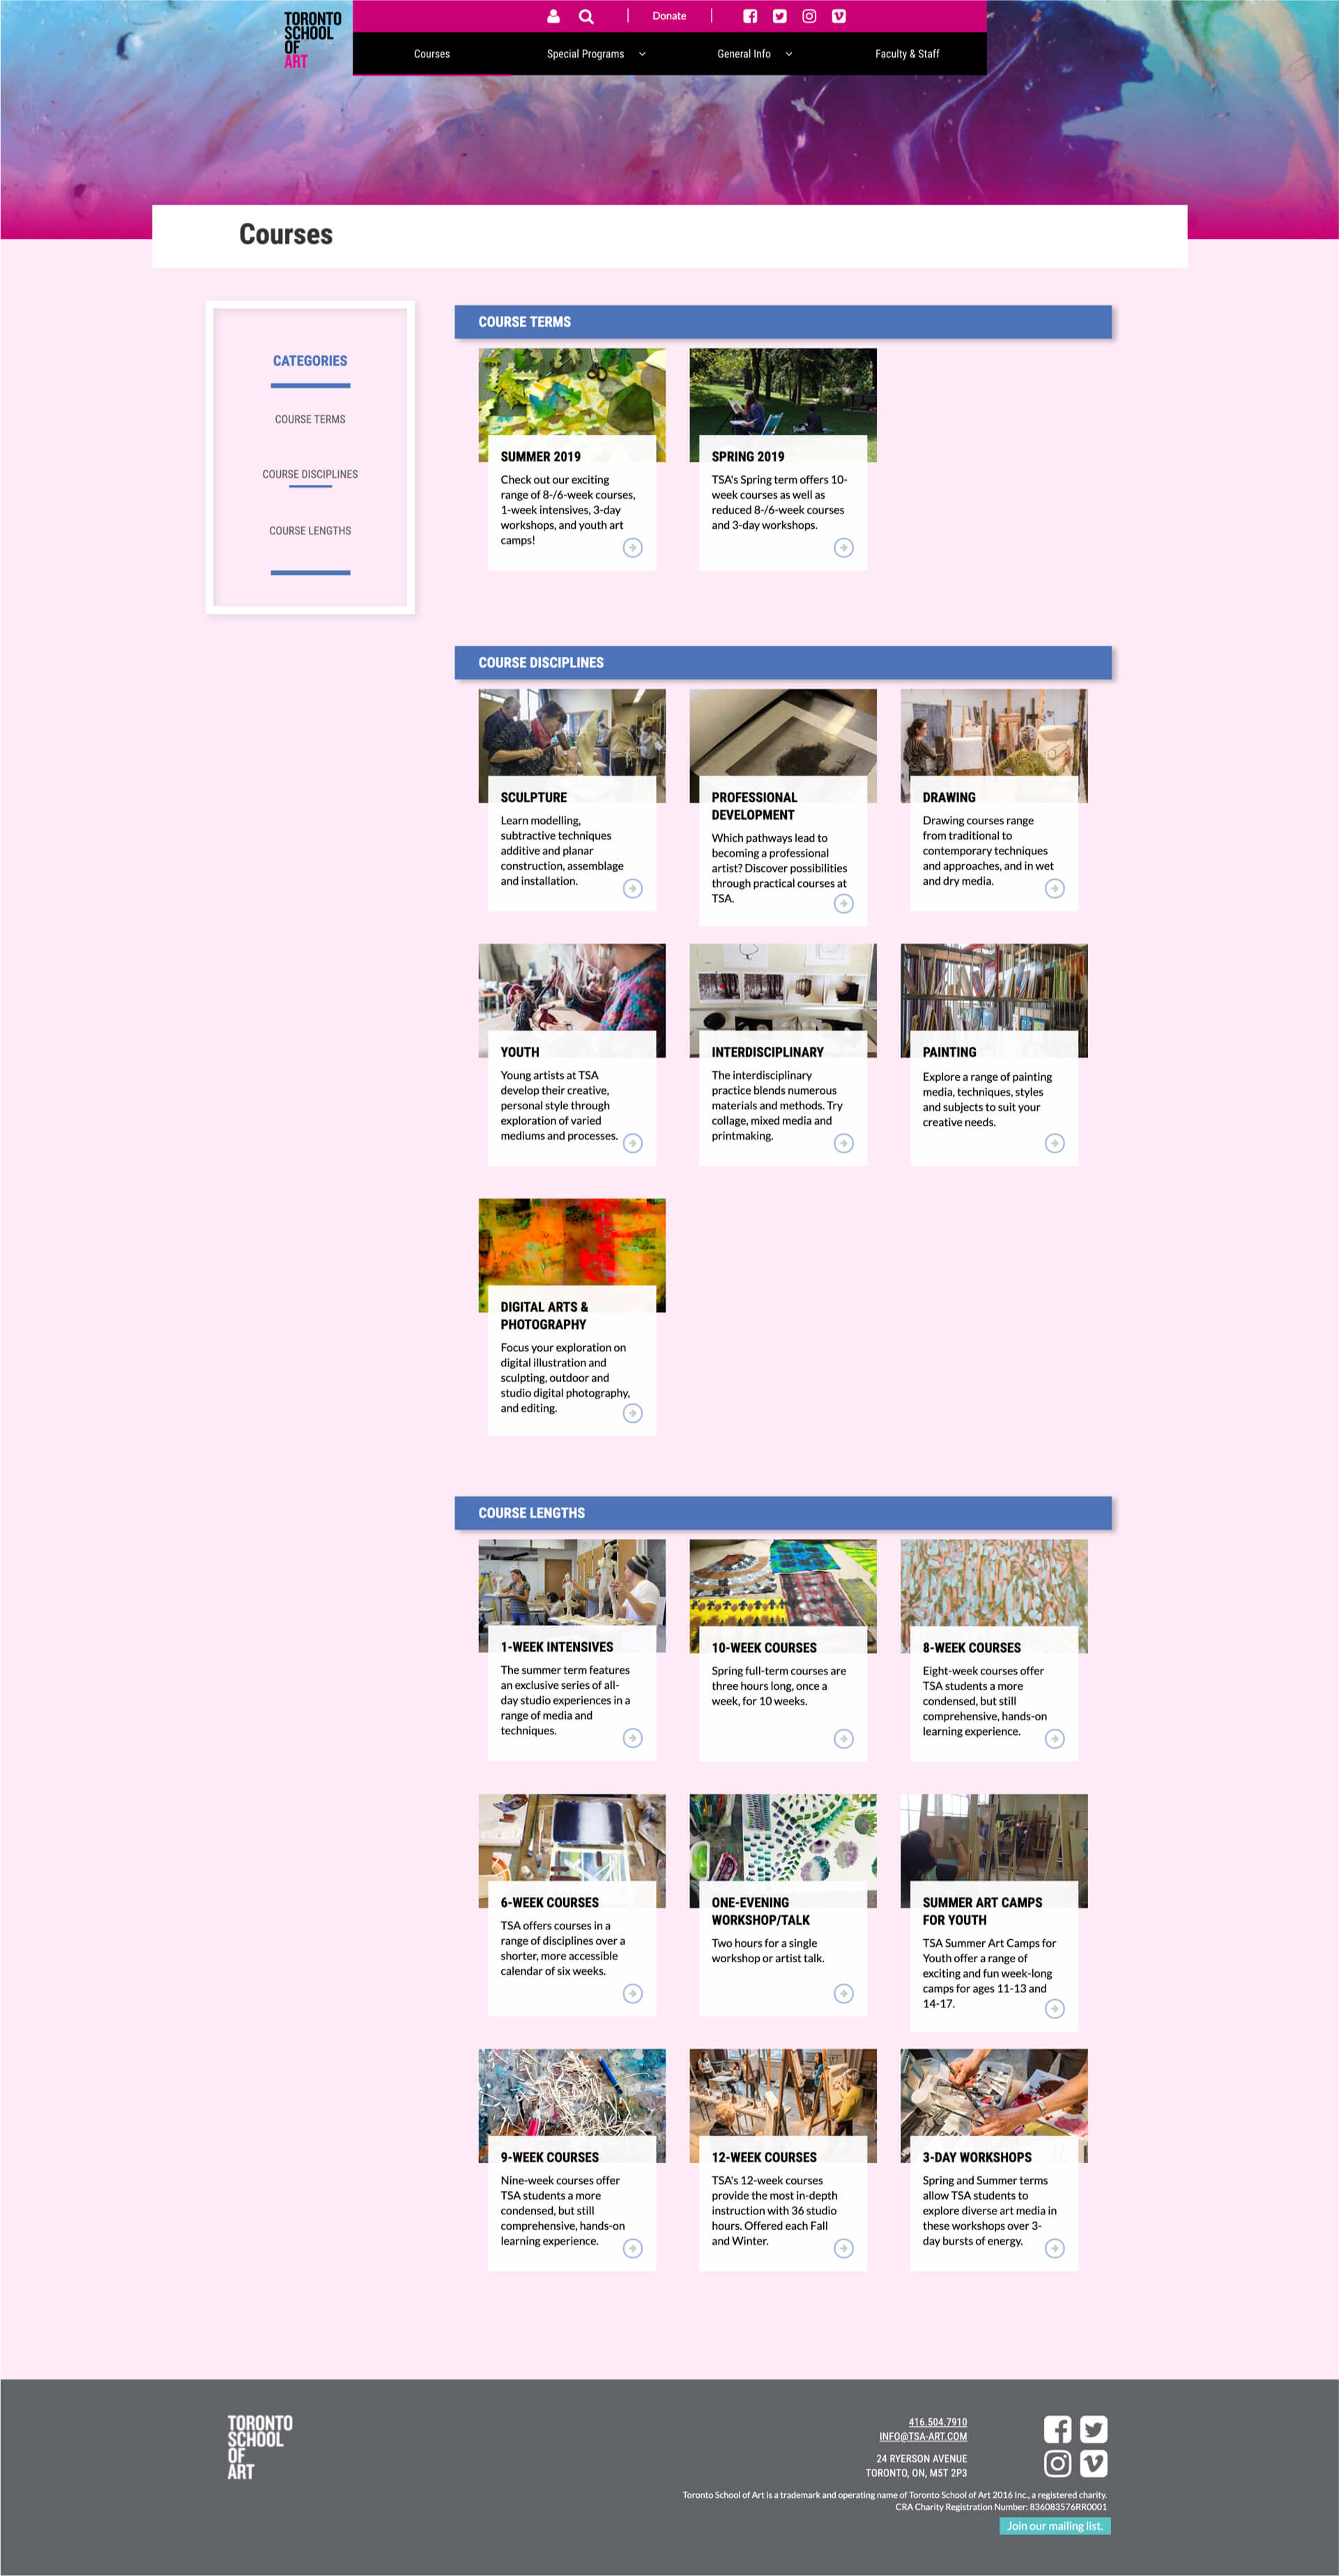 TORONTO
SCHOOL
OF
ART
Donate
Courses
Special Programs
General Info
Faculty & Staff
Courses
CATEGORIES
COURSE TERMS
COURSE DISCIPLINES
COURSE LENGTHS
COURSE TERMS
SUMMER 2019
Check out our exciting
range of 8-/6-week courses,
1-week intensives, 3-day
workshops, and youth art
camps!
SPRING 2019
TSA's Spring term offers 10-
week courses as well as
reduced 8-/6-week courses
and 3-day workshops.
COURSE DISCIPLINES
SCULPTURE
Learn modelling,
subtractive techniques
additive and planar
construction, assemblage
and installation.
PROFESSIONAL
DEVELOPMENT
Which pathways lead to
becoming a professional
artist? Discover possibilities
through practical courses at
TSA.
DRAWING
Drawing courses range
from traditional to
contemporary techniques
and approaches, and in wet
and dry media.
YOUTH
Young artists at TSA
develop their creative,
personal style through
exploration of varied
mediums and processes.
INTERDISCIPLINARY
The interdisciplinary
practice blends numerous
materials and methods. Try
collage, mixed media and
printmaking.
PAINTING
Explore a range of painting
media, techniques, styles
and subjects to suit your
creative needs.
DIGITAL ARTS &
PHOTOGRAPHY
Focus your exploration on
digital illustration and
sculpting, outdoor and
studio digital photography,
and editing.
COURSE LENGTHS
1-WEEK INTENSIVES
The summer term features
an exclusive series of all-
day studio experiences in a
range of media and
techniques.
10-WEEK COURSES
Spring full-term courses are
three hours long, once a
week, for 10 weeks.
8-WEEK COURSES
Eight-week courses offer
TSA students a more
condensed, but still
comprehensive, hands-on
learning experience.
6-WEEK COURSES
TSA offers courses in a
range of disciplines over a
shorter, more accessible
calendar of six weeks.
ONE-EVENING
WORKSHOP/TALK
Two hours for a single
workshop or artist talk.
SUMMER ART CAMPS
FOR YOUTH
TSA Summer Art Camps for
Youth offer a range of
exciting and fun week-long
camps for ages 11-13 and
14-17.
9-WEEK COURSES
Nine-week courses offer
TSA students a more
condensed, but still
comprehensive, hands-on
learning experience.
12-WEEK COURSES
TSA's 12-week courses
provide the most in-depth
instruction with 36 studio
hours. Offered each Fall
and Winter.
3-DAY WORKSHOPS
Spring and Summer terms
allow TSA students to
explore diverse art media in
these workshops over 3-
day bursts of energy.
TORONTO
SCHOOL
OF
ART
416.504.7910
INFO@TSA-ART.COM
24 RYERSON AVENUE
TORONTO, ON, M5T 2P3
Toronto School of Art is a trademark and operating name of Toronto School of Art 2016 Inc., a registered charity.
CRA Charity Registration Number: 836083576RR0001
Join our mailing list.